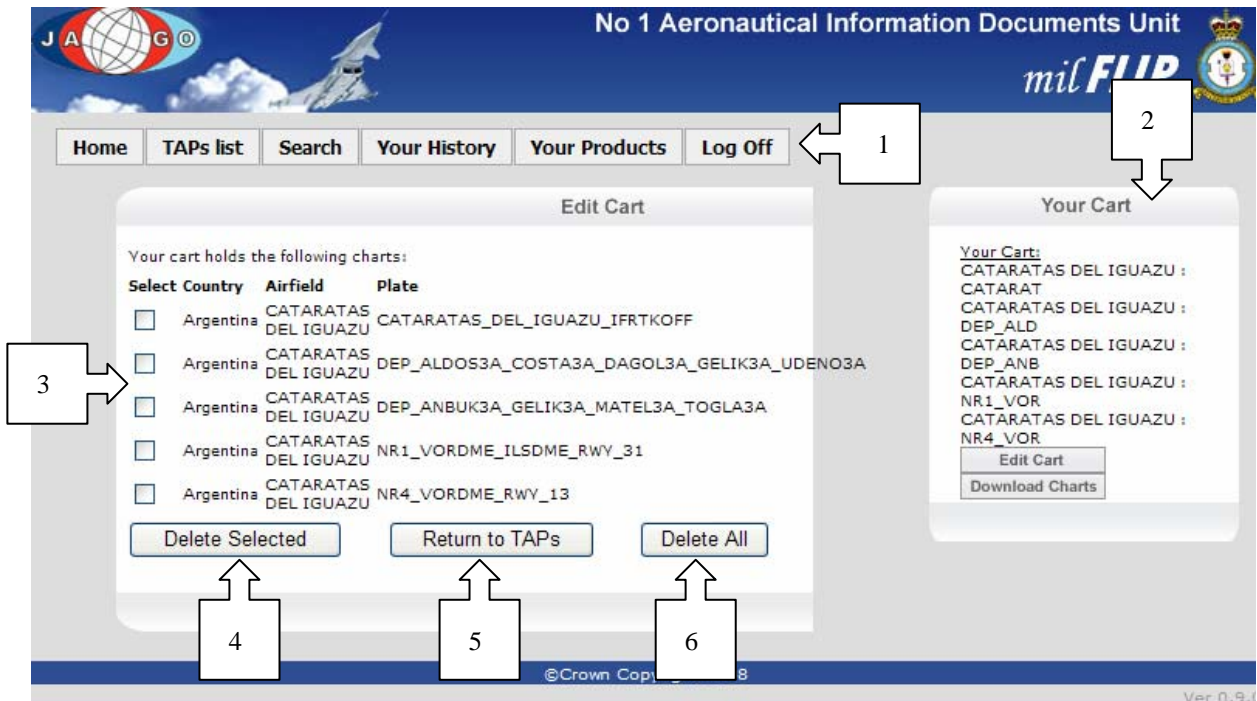 JAGO
No 1 Aeronautical Information Documents Unit
mil FLIP
2
Home TAPs list Search Your History Your Products Log Off
1
Edit Cart
Your Cart
Your cart holds the following charts:
Select Country Airfield Plate
Argentina CATARATAS DEL IGUAZU CATARATAS_DEL_IGUAZU_IFRTKOFF
Argentina CATARATAS DEL IGUAZU DEP_ALDOS3A_COSTA3A_DAGOL3A_GELIK3A_UDENO3A
Argentina CATARATAS DEL IGUAZU DEP_ANBUK3A_GELIK3A_MATEL3A_TOGLA3A
Argentina CATARATAS DEL IGUAZU NR1_VORDME_ILSDME_RWY_31
Argentina CATARATAS DEL IGUAZU NR4_VORDME_RWY_13
3
Delete Selected Return to TAPs Delete All
4
5
6
Your Cart:
CATARATAS DEL IGUAZU :
CATARAT
CATARATAS DEL IGUAZU :
DEP_ALD
CATARATAS DEL IGUAZU :
DEP_ANB
CATARATAS DEL IGUAZU :
NR1_VOR
CATARATAS DEL IGUAZU :
NR4_VOR
Edit Cart
Download Charts
©Crown
Ver 0.9.